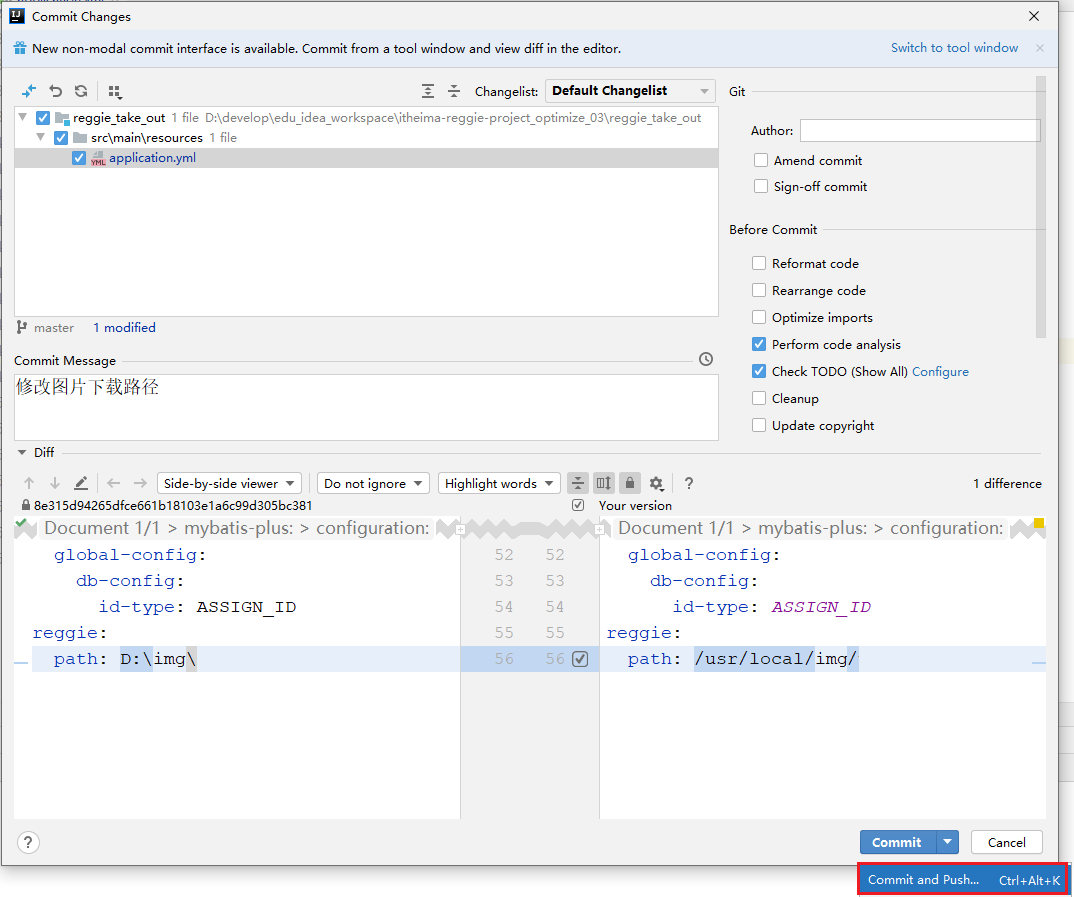 Commit Changes
New non-modal commit interface is available. Commit from a tool window and view diff in the editor.
Switch to tool window
Changelist:
Default Changelist
reggie_take_out 1 file D:\develop\edu_idea_workspace\itheima-reggie-project_optimize_03\reggie_take_out
src\main\resources 1 file
YML application.yml
master 1 modified
Git
Author:
Amend commit
Sign-off commit
Before Commit
Reformat code
Rearrange code
Optimize imports
Perform code analysis
Check TODO (Show All) Configure
Cleanup
Update copyright
Commit Message
修改图片下载路径
Diff
Side-by-side viewer
Do not ignore
Highlight words
?
1 difference
8e315d94265dfce661b18103e1a6c99d305bc381
Your version
Document 1/1 > mybatis-plus: > configuration:
global-config:
db-config:
id-type: ASSIGN_ID
reggie:
path: D:\img\
52 52
53 53
54 54
55 55
56 56
Document 1/1 > mybatis-plus: > configuration:
global-config:
db-config:
id-type: ASSIGN_ID
reggie:
path: /usr/local/img/
?
Commit
Cancel
Commit and Push... Ctrl+Alt+K